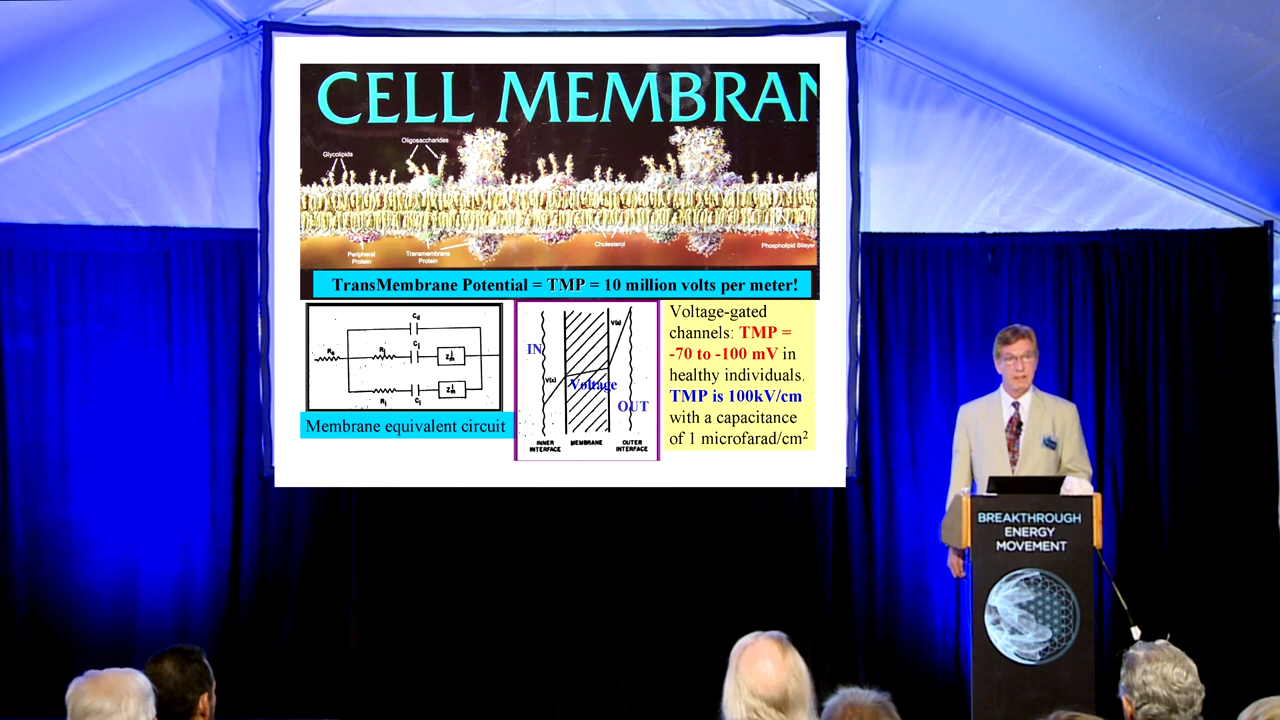 CELL MEMBRAN
Oligosaccharides
Glycolipids
Cholesterol
Phospholipid Bilayer
Peripheral
Protein
Transmembrane
Protein
TransMembrane Potential = TMP = 10 million volts per meter!
Membrane equivalent circuit
IN
Voltage
OUT
INNER
INTERFACE
MEMBRANE
OUTER
INTERFACE
Voltage-gated
channels: TMP =
-70 to -100 mV in
healthy individuals.
TMP is 100kV/cm
with a capacitance
of 1 microfarad/cm²
BREAKTHROUGH
ENERGY
MOVEMENT